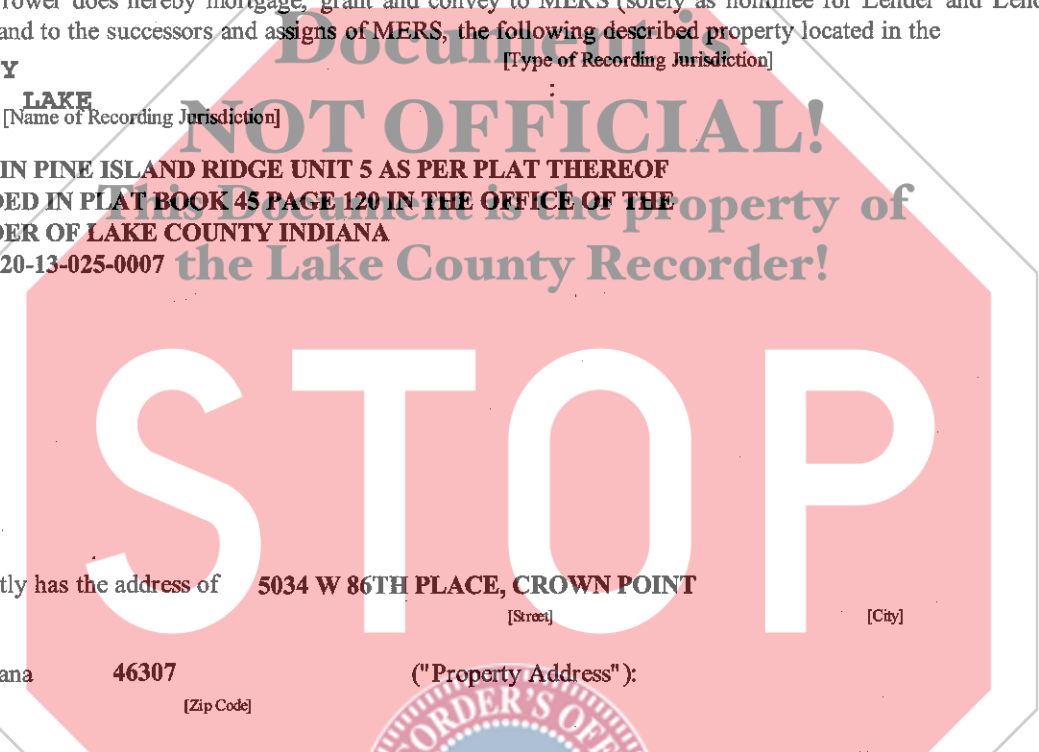 rower does hereby mortgage, grant and convey to MERS (solely as nominee for Lender and Lend
and to the successors and assigns of MERS, the following described property located in the
Document is
Y
[Type of Recording Jurisdiction]
:
LAKE
[Name of Recording Jurisdiction]
NOT OFFICIAL!
IN PINE ISLAND RIDGE UNIT 5 AS PER PLAT THEREOF
DED IN PLAT BOOK 45 PAGE 120 IN THE OFFICE OF THE
This Document is the property of
DER OF LAKE COUNTY INDIANA
20-13-025-0007
the Lake County Recorder!
STOP
tly has the address of 5034 W 86TH PLACE, CROWN POINT
[Street] [City]
ana 46307 ("Property Address"):
[Zip Code]
ORDER'S OF